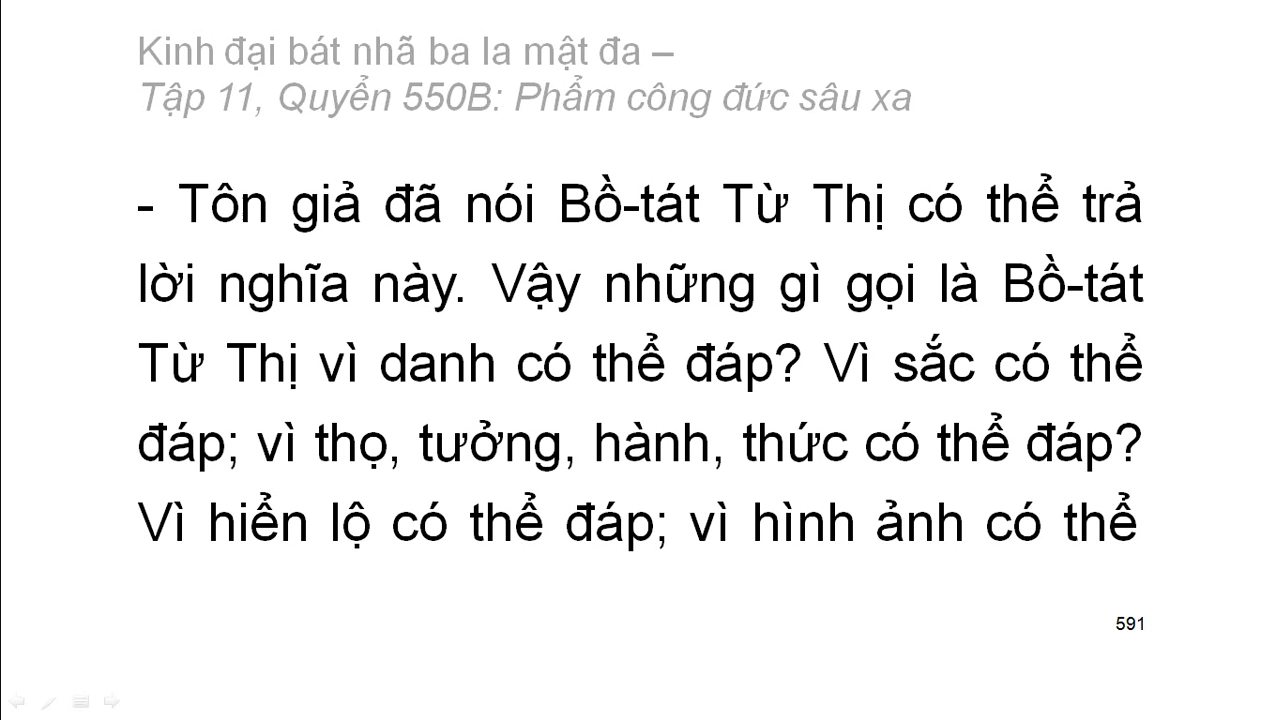 Kinh đại bát nhã ba la mật đa –
Tập 11, Quyển 550B: Phẩm công đức sâu xa
- Tôn giả đã nói Bồ-tát Từ Thị có thể trả
lời nghĩa này. Vậy những gì gọi là Bồ-tát
Từ Thị vì danh có thể đáp? Vì sắc có thể
đáp; vì thọ, tưởng, hành, thức có thể đáp?
Vì hiển lộ có thể đáp; vì hình ảnh có thể
591